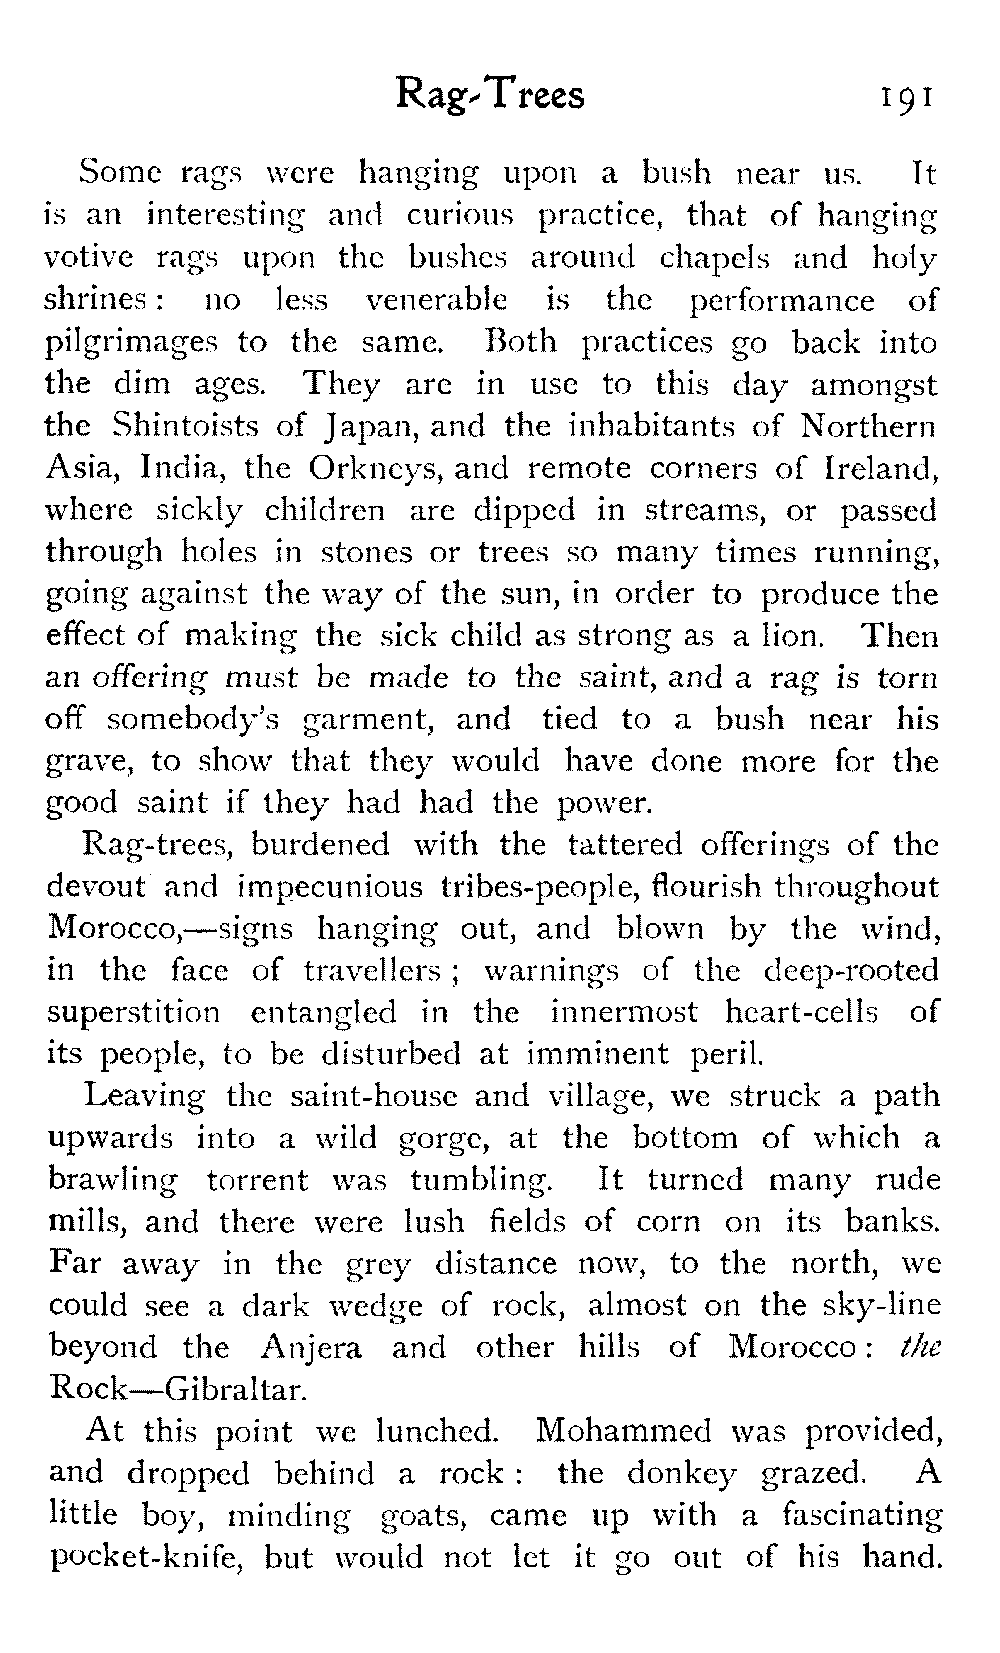 Rag-Trees 191
Some rags were hanging upon a bush near us. It
is an interesting and curious practice, that of hanging
votive rags upon the bushes around chapels and holy
shrines : no less venerable is the performance of
pilgrimages to the same. Both practices go back into
the dim ages. They are in use to this day amongst
the Shintoists of Japan, and the inhabitants of Northern
Asia, India, the Orkneys, and remote corners of Ireland,
where sickly children are dipped in streams, or passed
through holes in stones or trees so many times running,
going against the way of the sun, in order to produce the
effect of making the sick child as strong as a lion. Then
an offering must be made to the saint, and a rag is torn
off somebody's garment, and tied to a bush near his
grave, to show that they would have done more for the
good saint if they had had the power.
Rag-trees, burdened with the tattered offerings of the
devout and impecunious tribes-people, flourish throughout
Morocco,—signs hanging out, and blown by the wind,
in the face of travellers ; warnings of the deep-rooted
superstition entangled in the innermost heart-cells of
its people, to be disturbed at imminent peril.
Leaving the saint-house and village, we struck a path
upwards into a wild gorge, at the bottom of which a
brawling torrent was tumbling. It turned many rude
mills, and there were lush fields of corn on its banks.
Far away in the grey distance now, to the north, we
could see a dark wedge of rock, almost on the sky-line
beyond the Anjera and other hills of Morocco : the
Rock—Gibraltar.
At this point we lunched. Mohammed was provided,
and dropped behind a rock : the donkey grazed. A
little boy, minding goats, came up with a fascinating
pocket-knife, but would not let it go out of his hand.